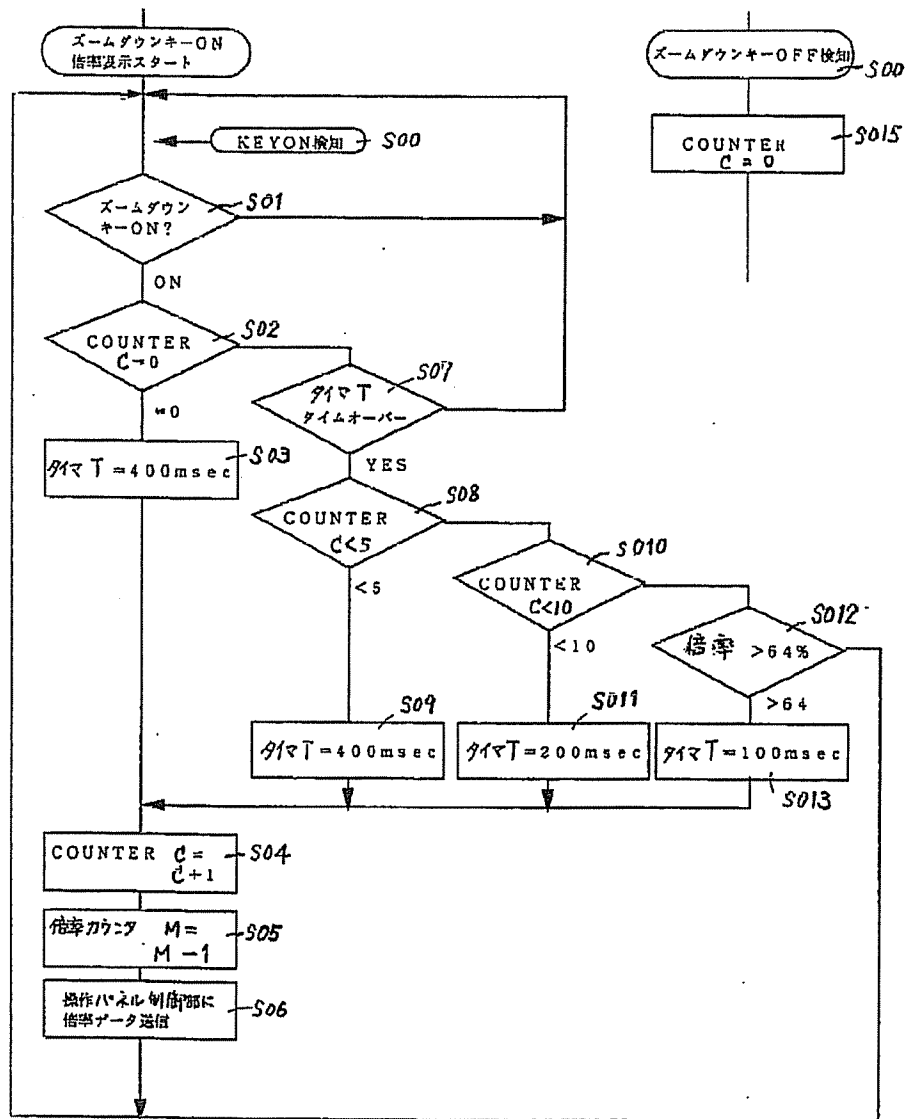 ズームダウンキーON
倍率表示スタート
KEYON検知
S00
ズームダウン
キーON?
S01
ON
COUNTER
C=0
S02
=0
タイマT=400msec
S03
タイマT
タイムオーバー
S07
YES
COUNTER
C<5
S08
<5
COUNTER
C<10
S010
<10
倍率 >64%
S012
>64
タイマT=400msec
S09
タイマT=200msec
S011
タイマT=100msec
S013
COUNTER C=
C+1
S04
倍率カウンタ M=
M-1
S05
操作パネル制御部に
倍率データ送信
S06
ズームダウンキーOFF検知
S00
COUNTER
C=0
S015